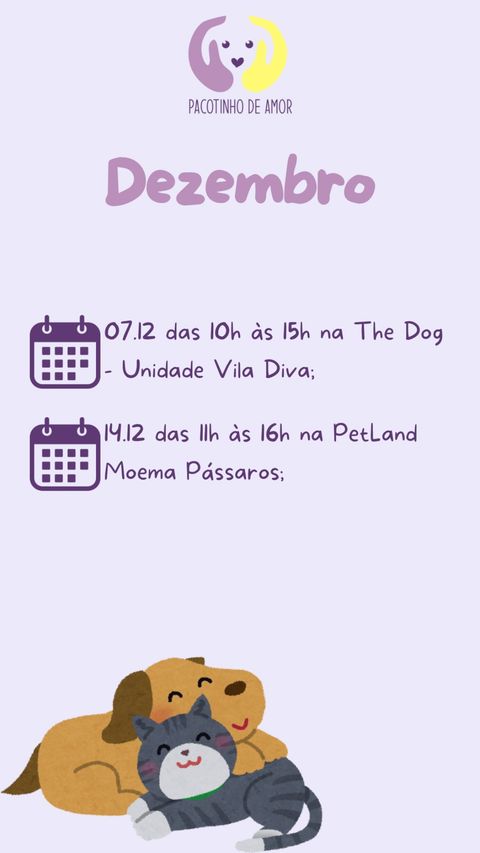 PACOTINHO DE AMOR
Dezembro
07.12 das 10h às 15h na The Dog
- Unidade Vila Diva;
14.12 das 11h às 16h na PetLand
Moema Pássaros;